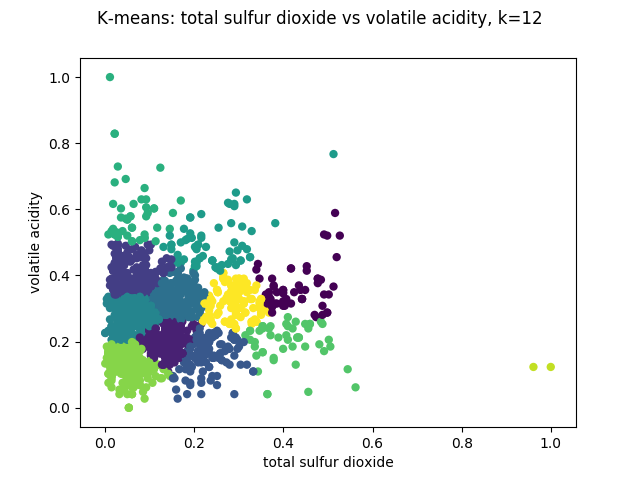 K-means: total sulfur dioxide vs volatile acidity, k=12
1.0
0.8
0.6
0.4
0.2
0.0
volatile acidity
0.0 0.2 0.4 0.6 0.8 1.0
total sulfur dioxide